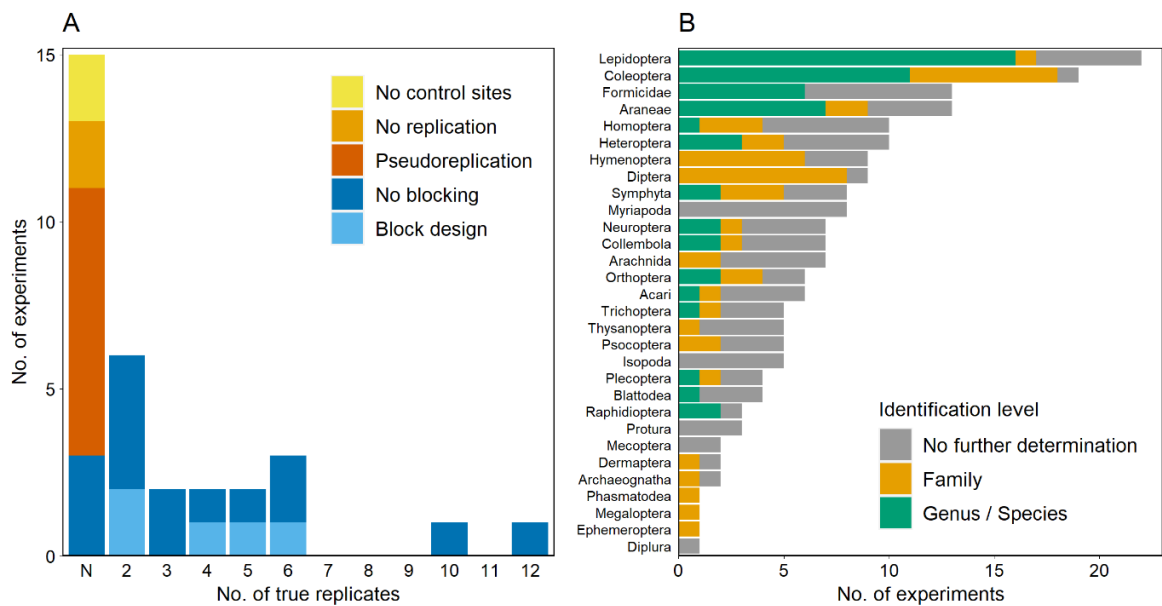 A
15
10
5
0
No. of experiments
No control sites
No replication
Pseudoreplication
No blocking
Block design
N 2 3 4 5 6 7 8 9 10 11 12
No. of true replicates
B
Lepidoptera
Coleoptera
Formicidae
Araneae
Homoptera
Heteroptera
Hymenoptera
Diptera
Symphyta
Myriapoda
Neuroptera
Collembola
Arachnida
Orthoptera
Acari
Trichoptera
Thysanoptera
Psocoptera
Isopoda
Plecoptera
Blattodea
Raphidioptera
Protura
Mecoptera
Dermaptera
Archaeognatha
Phasmatodea
Megaloptera
Ephemeroptera
Diplura
Identification level
No further determination
Family
Genus / Species
0 5 10 15 20
No. of experiments